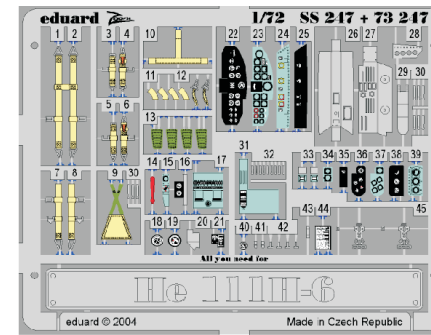 eduard 1/72 SS 247 + 73 247
1 2 3 4 10 22 23 24 25 26 27 28
11 12 29 30
5 6 13
14 15 16 17 31 32
7 8 9 30 33 34 35 36 37 38 39
18 19 20 21 40 41 42 43 44 45
All you need for
He 111H-6
eduard © 2004 Made in Czech Republic